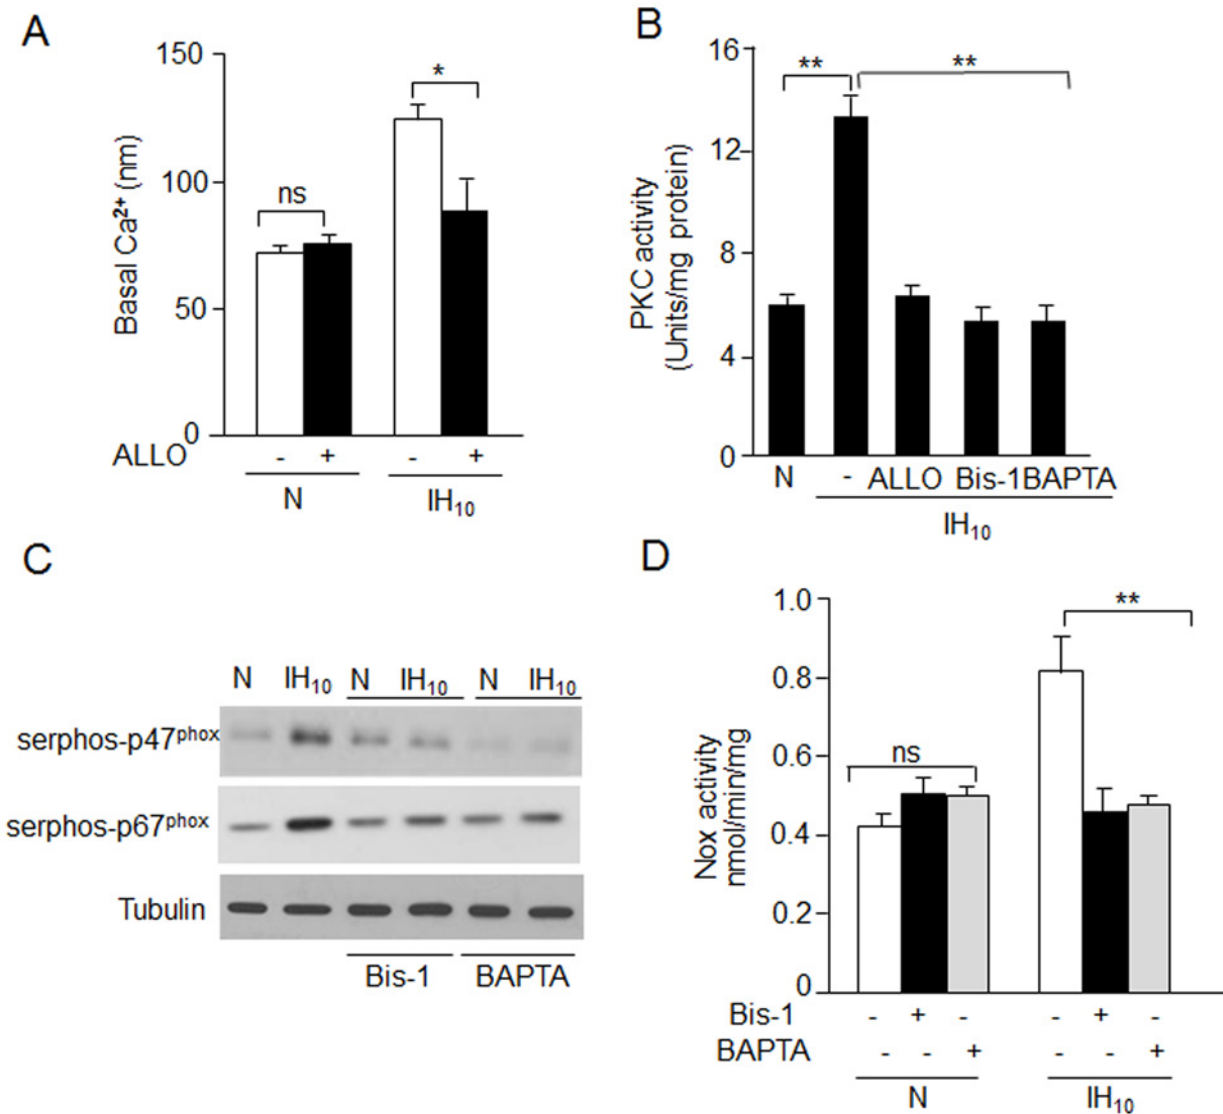 A
Basal Ca2+ (nm)
150
100
50
0
*
ns
ALLO - + - +
N IH10
B
PKC activity
(Units/mg protein)
16
12
8
4
0
** **
N - ALLO Bis-1BAPTA
IH10
C
N IH10 N IH10 N IH10
serphos-p47phox
serphos-p67phox
Tubulin
Bis-1 BAPTA
D
Nox activity
nmol/min/mg
1.0
0.8
0.6
0.4
0.2
0
**
ns
Bis-1 - + - - + -
BAPTA - - + - - +
N IH10